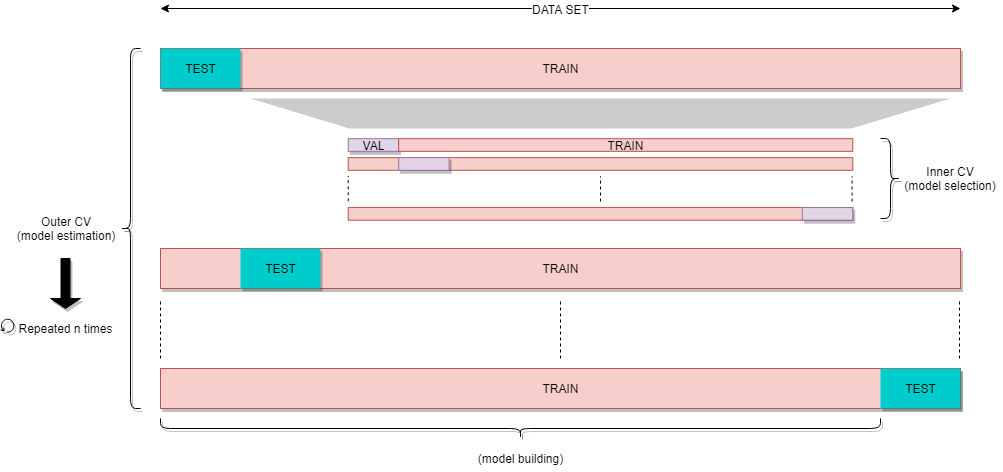 DATA SET
TEST
TRAIN
VAL
TRAIN
Inner CV
(model selection)
Outer CV
(model estimation)
TEST
TRAIN
Repeated n times
TRAIN
TEST
(model building)